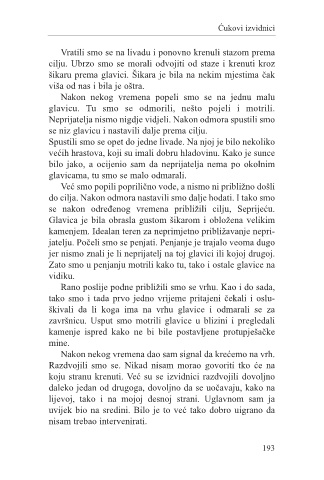 Ćukovi izvidnici
Vratili smo se na livadu i ponovno krenuli stazom prema
cilju. Ubrzo smo se morali odvojiti od staze i krenuti kroz
šikaru prema glavici. Šikara je bila na nekim mjestima čak
viša od nas i bila je oštra.
Nakon nekog vremena popeli smo se na jednu malu
glavicu. Tu smo se odmorili, nešto pojeli i motrili.
Neprijatelja nismo nigdje vidjeli. Nakon odmora spustili smo
se niz glavicu i nastavili dalje prema cilju.
Spustili smo se opet do jedne livade. Na njoj je bilo nekoliko
većih hrastova, koji su imali dobru hladovinu. Kako je sunce
bilo jako, a ocijenio sam da neprijatelja nema po okolnim
glavicama, tu smo se malo odmarali.
Već smo popili poprilično vode, a nismo ni približno došli
do cilja. Nakon odmora nastavili smo dalje hodati. I tako smo
se nakon određenog vremena približili cilju, Seprijeću.
Glavica je bila obrasla gustom šikarom i obložena velikim
kamenjem. Idealan teren za neprimjetno približavanje nepri-
jatelju. Počeli smo se penjati. Penjanje je trajalo veoma dugo
jer nismo znali je li neprijatelj na toj glavici ili kojoj drugoj.
Zato smo u penjanju motrili kako tu, tako i ostale glavice na
vidiku.
Rano poslije podne približili smo se vrhu. Kao i do sada,
tako smo i tada prvo jedno vrijeme pritajeni čekali i oslu-
škivali da li koga ima na vrhu glavice i odmarali se za
završnicu. Usput smo motrili glavice u blizini i pregledali
kamenje ispred kako ne bi bile postavljene protupješačke
mine.
Nakon nekog vremena dao sam signal da krećemo na vrh.
Razdvojili smo se. Nikad nisam morao govoriti tko će na
koju stranu krenuti. Već su se izvidnici razdvojili dovoljno
daleko jedan od drugoga, dovoljno da se uočavaju, kako na
lijevoj, tako i na mojoj desnoj strani. Uglavnom sam ja
uvijek bio na sredini. Bilo je to već tako dobro uigrano da
nisam trebao intervenirati.
193